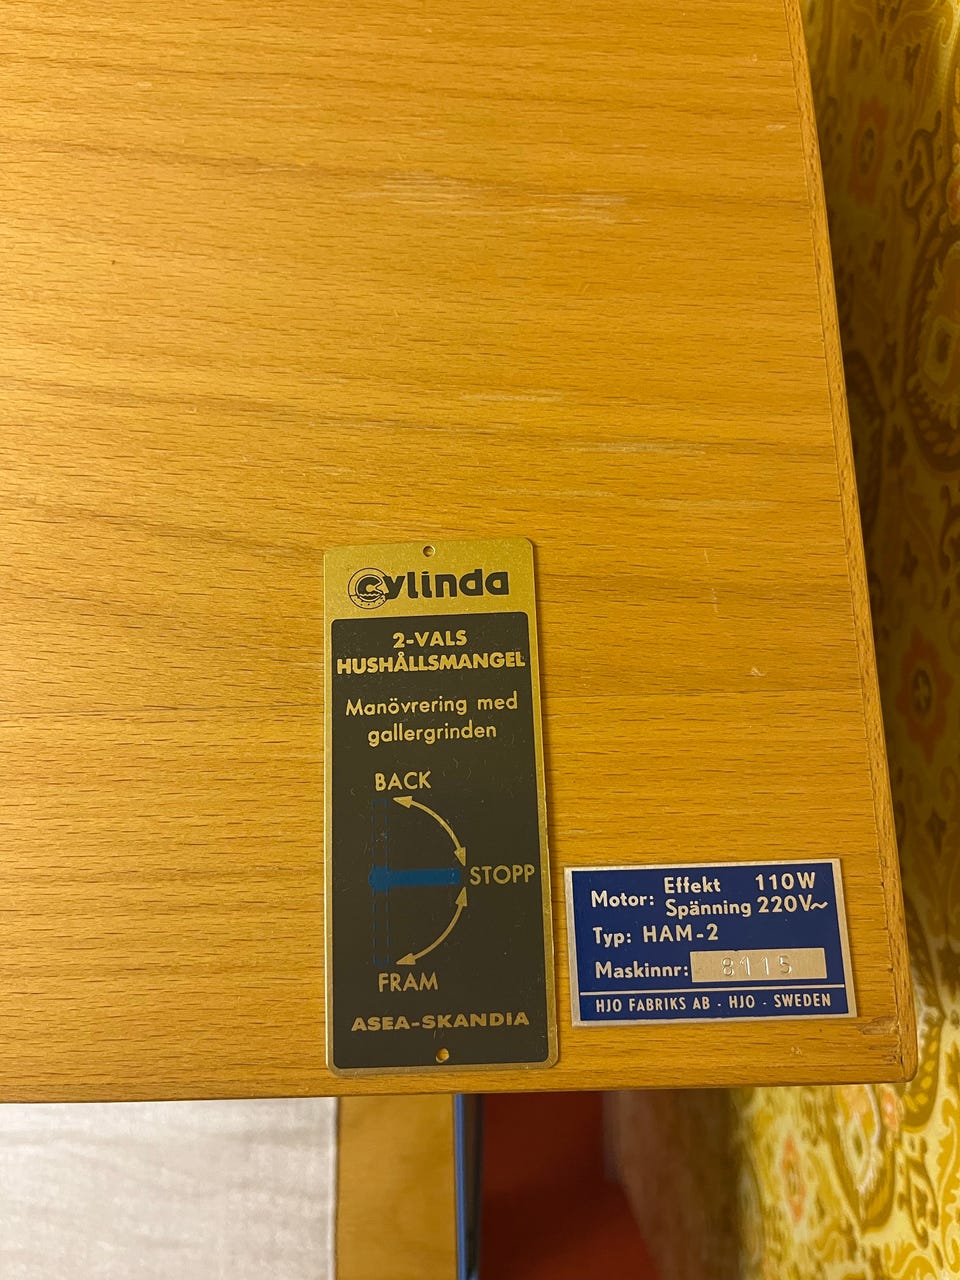 cylinda
2-VALS
HUSHÅLLSMANGEL
Manövrering med
gallergrinden
BACK
STOPP
FRAM
ASEA-SKANDIA
Motor: Effekt 110W
Spänning 220V~
Typ: HAM-2
Maskinnr: 8115
HJO FABRIKS AB - HJO - SWEDEN